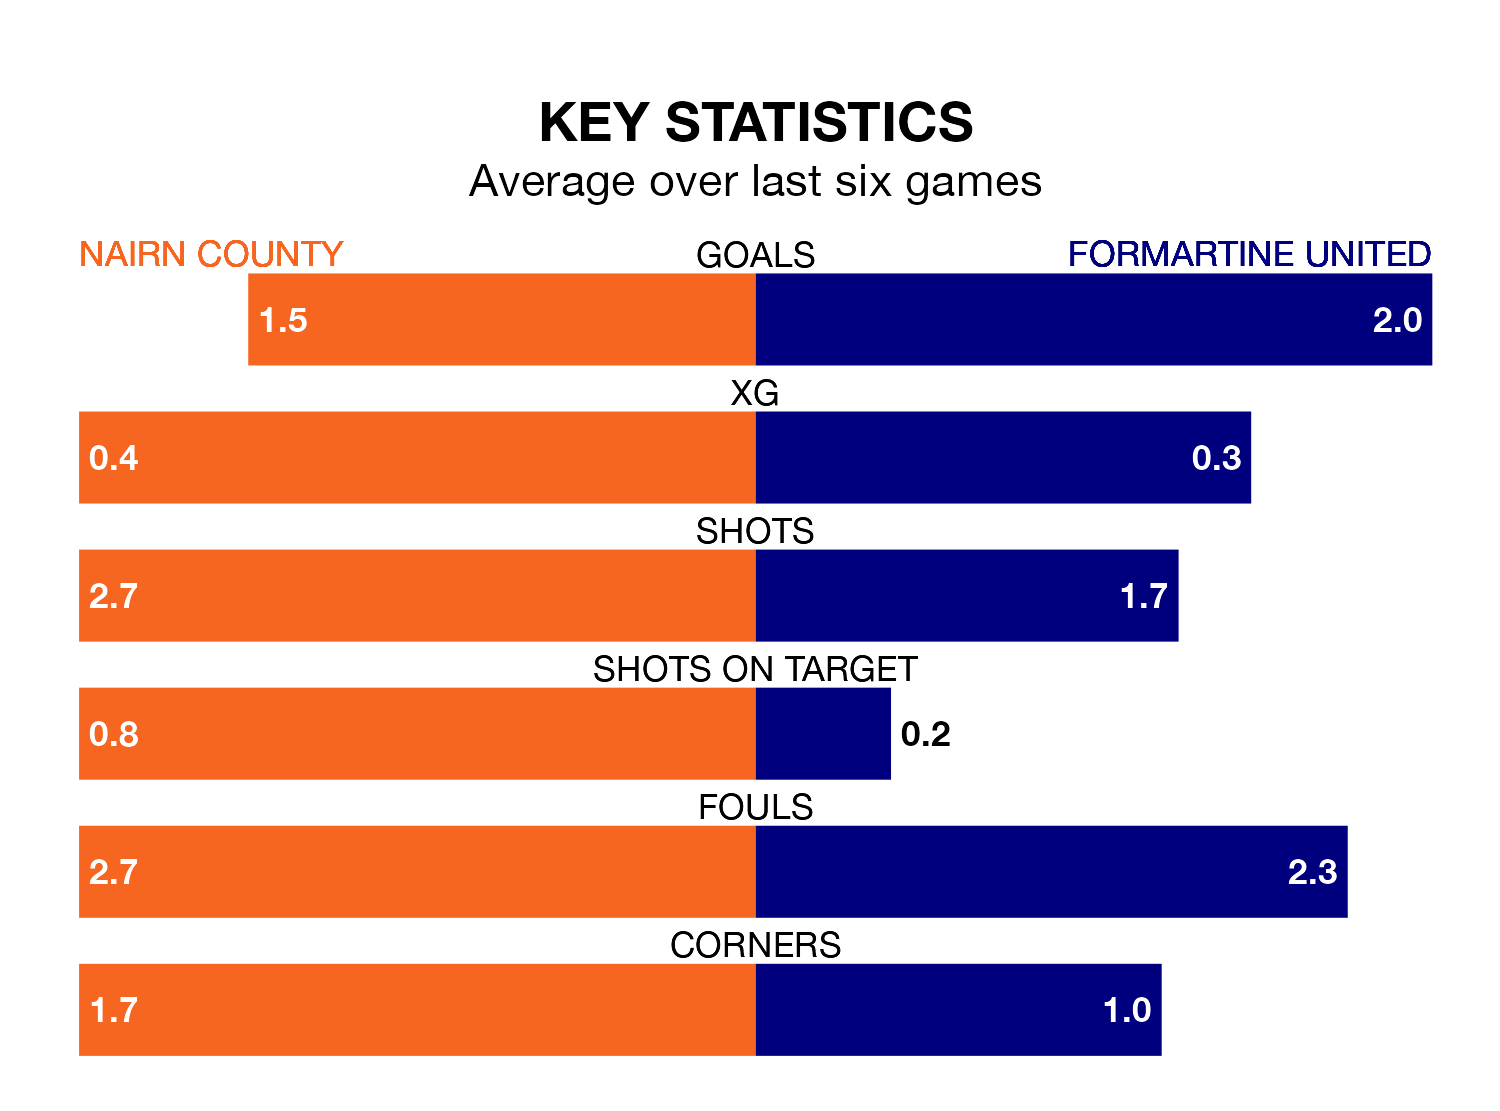 KEY STATISTICS
Average over last six games
NAIRN COUNTY GOALS FORMARTINE UNITED
1.5 2.0
XG
0.4 0.3
SHOTS
2.7 1.7
SHOTS ON TARGET
0.8 0.2
FOULS
2.7 2.3
CORNERS
1.7 1.0